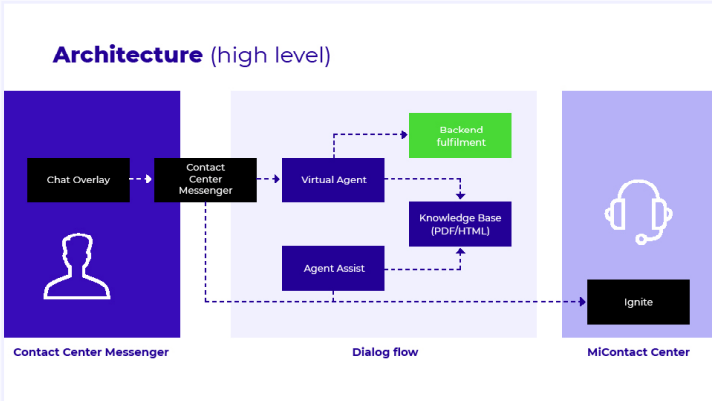 Architecture (high level)
Chat Overlay
Contact
Center
Messenger
Virtual Agent
Backend
fulfilment
Knowledge Base
(PDF/HTML)
Agent Assist
Ignite
Contact Center Messenger
Dialog flow
MiContact Center